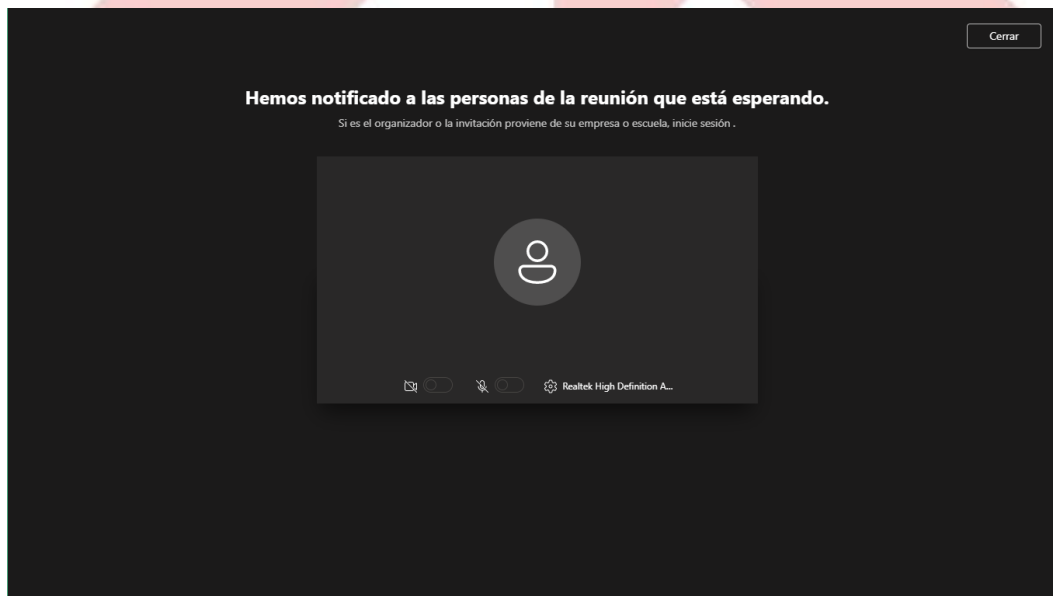 Cerrar
Hemos notificado a las personas de la reunión que está esperando.
Si es el organizador o la invitación proviene de su empresa o escuela, inicie sesión .
Realtek High Definition A...